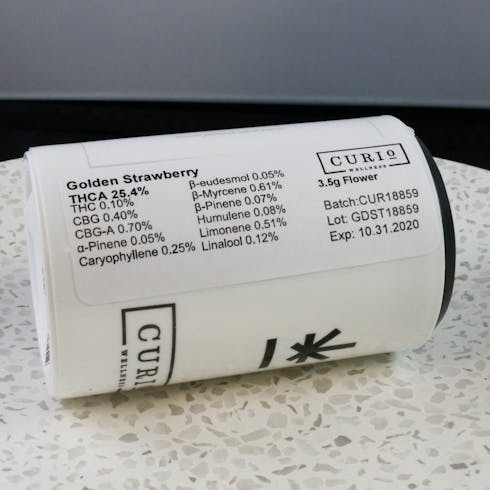 Golden Strawberry
THCA 25.4%
THC 0.10%
CBG 0.40%
CBG-A 0.70%
α-Pinene 0.05%
Caryophyllene 0.25%
β-eudesmol 0.05%
β-Myrcene 0.61%
β-Pinene 0.07%
Humulene 0.08%
Limonene 0.51%
Linalool 0.12%
CURIO
WELLNESS
3.5g Flower
Batch:CUR18859
Lot: GDST18859
Exp: 10.31.2020
CURIO
WELLNESS